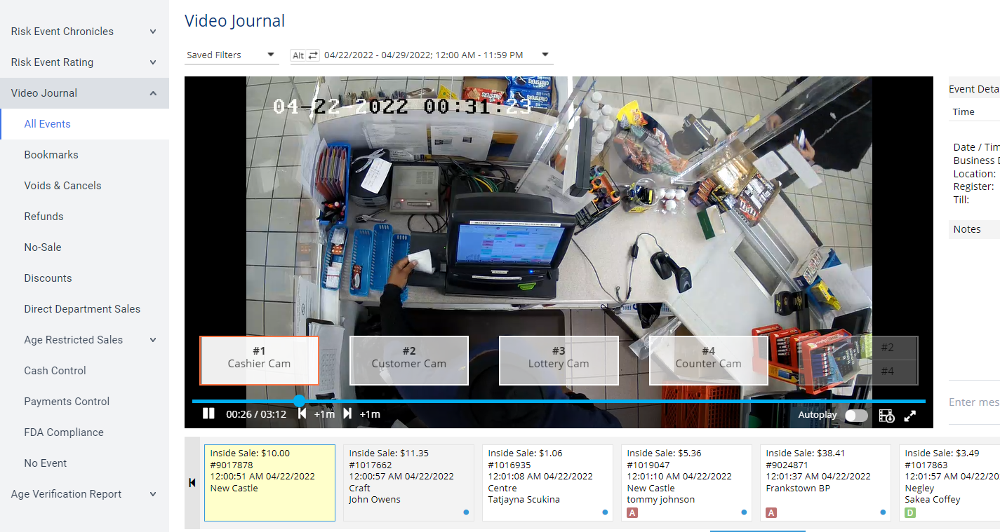 Risk Event Chronicles
Risk Event Rating
Video Journal
All Events
Bookmarks
Voids & Cancels
Refunds
No-Sale
Discounts
Direct Department Sales
Age Restricted Sales
Cash Control
Payments Control
FDA Compliance
No Event
Age Verification Report
Video Journal
Saved Filters
Alt
04/22/2022 - 04/29/2022; 12:00 AM - 11:59 PM
04-22-2022 00:31:23
#1
Cashier Cam
#2
Customer Cam
#3
Lottery Cam
#4
Counter Cam
#1
#2
#4
00:26 / 03:12
+1m
+1m
Autoplay
Event Deta
Time
Date / Tim
Business D
Location:
Register:
Till:
Notes
Enter mes
Inside Sale: $10.00
#9017878
12:00:51 AM 04/22/2022
New Castle
Inside Sale: $11.35
#1017662
12:00:57 AM 04/22/2022
Craft
John Owens
Inside Sale: $1.06
#1016935
12:01:08 AM 04/22/2022
Centre
Tatjayna Scukina
Inside Sale: $5.36
#1019047
12:01:10 AM 04/22/2022
New Castle
tommy johnson
A
Inside Sale: $38.41
#9024871
12:01:37 AM 04/22/2022
Frankstown BP
A
Inside Sale: $3.49
#1017863
12:01:57 AM 04/22/20
Negley
Sakea Coffey
D